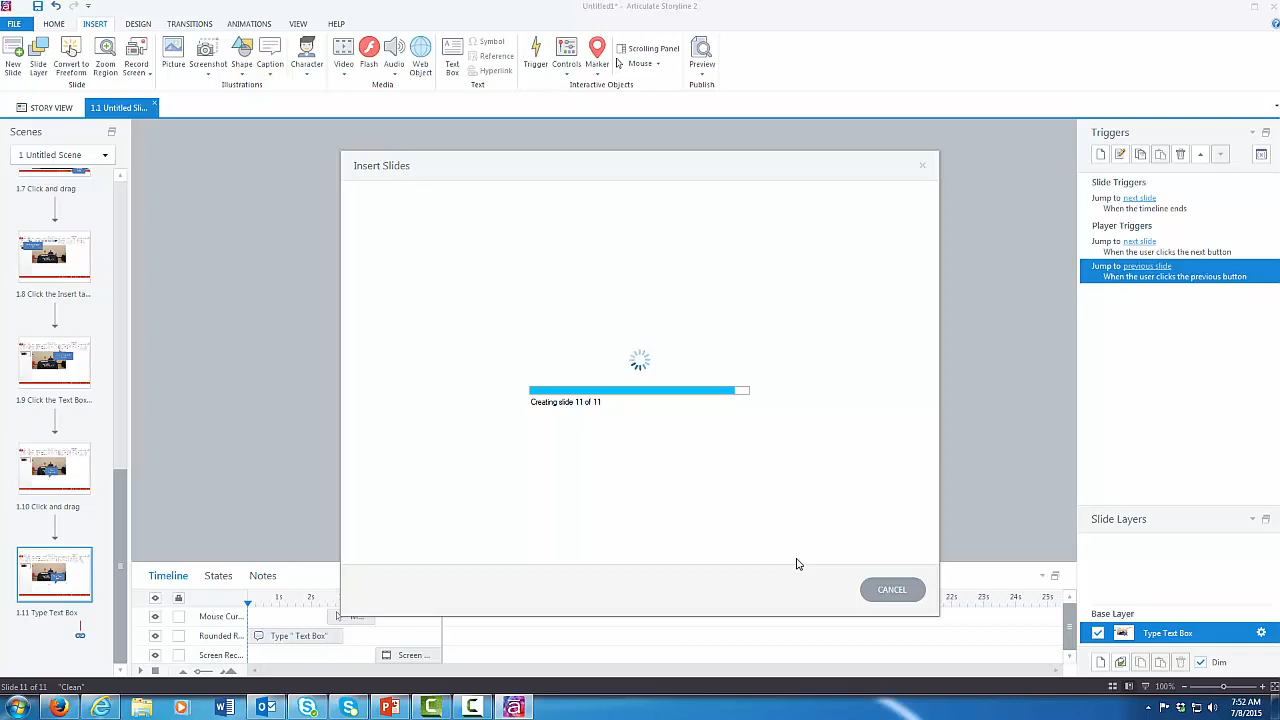 Untitled1* - Articulate Storyline 2
FILE HOME INSERT DESIGN TRANSITIONS ANIMATIONS VIEW HELP
New Slide
Slide Layer
Convert to Freeform
Zoom Region
Record Screen
Slide
Picture
Screenshot
Shape
Caption
Character
Illustrations
Video
Flash
Audio
Web Object
Media
Text Box
Symbol
Reference
Hyperlink
Text
Trigger
Controls
Marker
Scrolling Panel
Mouse
Interactive Objects
Preview
Publish
STORY VIEW
1.1 Untitled Sli...
Scenes
1 Untitled Scene
1.7 Click and drag
1.8 Click the Insert ta...
1.9 Click the Text Box...
1.10 Click and drag
1.11 Type Text Box
Insert Slides
Creating slide 11 of 11
CANCEL
Timeline States Notes
1s 2s 22s 23s 24s 25s
Mouse Cur...
Rounded R... Type " Text Box"
Screen Rec... Screen ...
Triggers
Slide Triggers
Jump to next slide
When the timeline ends
Player Triggers
Jump to next slide
When the user clicks the next button
Jump to previous slide
When the user clicks the previous button
Slide Layers
Base Layer
Type Text Box
Dim
Slide 11 of 11 "Clean"
100%
7:52 AM
7/8/2015